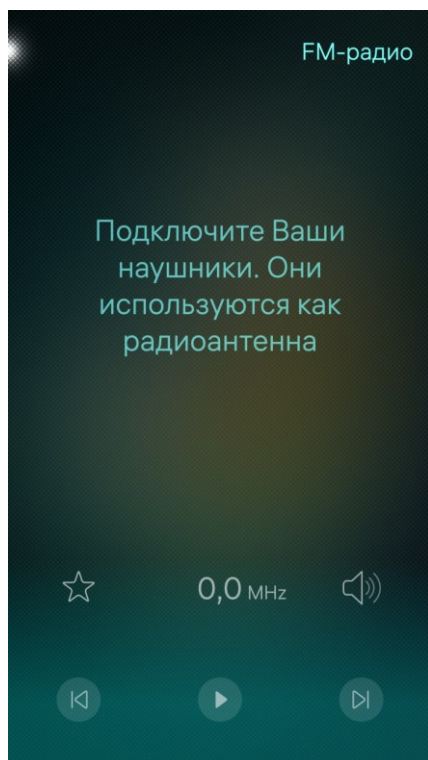 FM-радио
Подключите Ваши
наушники. Они
используются как
радиоантенна
0,0 MHz